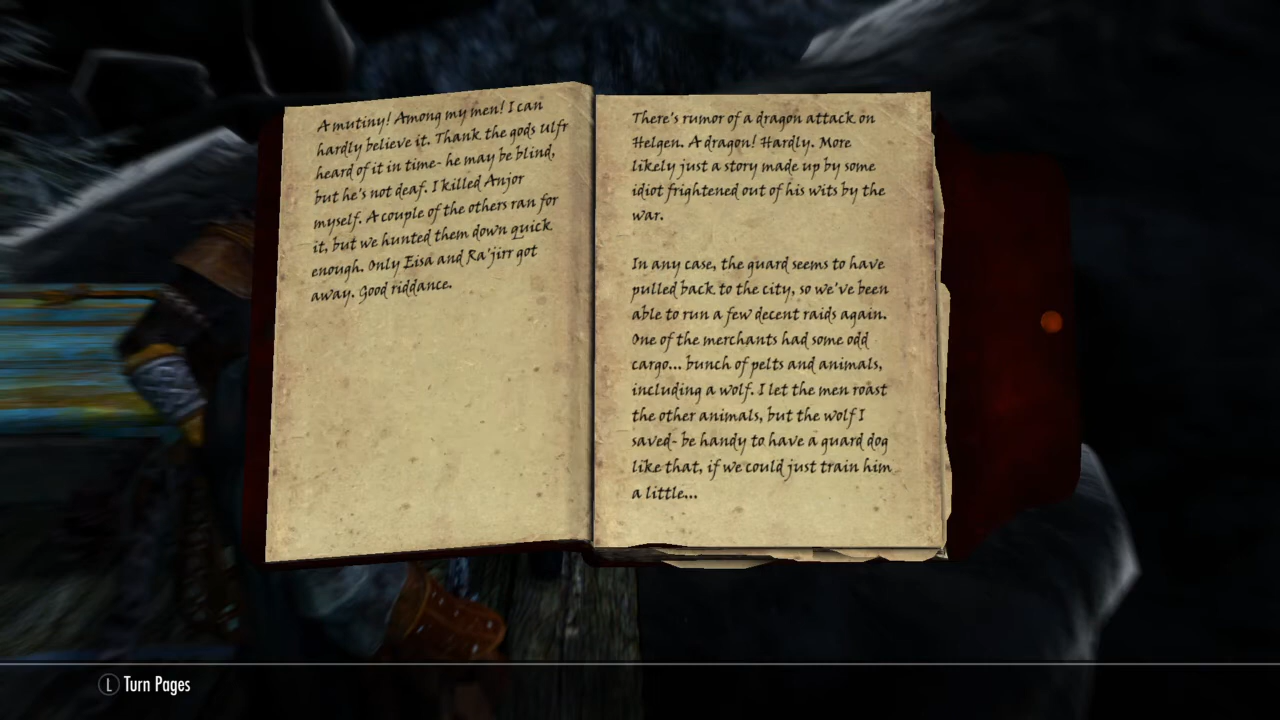 A mutiny! Among my men! I can
hardly believe it. Thank the gods Ulfr
heard of it in time- he may be blind,
but he's not deaf. I killed Anjor
myself. A couple of the others ran for
it, but we hunted them down quick
enough. Only Eisa and Ra'jirr got
away. Good riddance.
There's rumor of a dragon attack on
Helgen. A dragon! Hardly. More
likely just a story made up by some
idiot frightened out of his wits by the
war.
In any case, the guard seems to have
pulled back to the city, so we've been
able to run a few decent raids again.
One of the merchants had some odd
cargo... bunch of pelts and animals,
including a wolf. I let the men roast
the other animals, but the wolf I
saved- be handy to have a guard dog
like that, if we could just train him
a little...
L Turn Pages